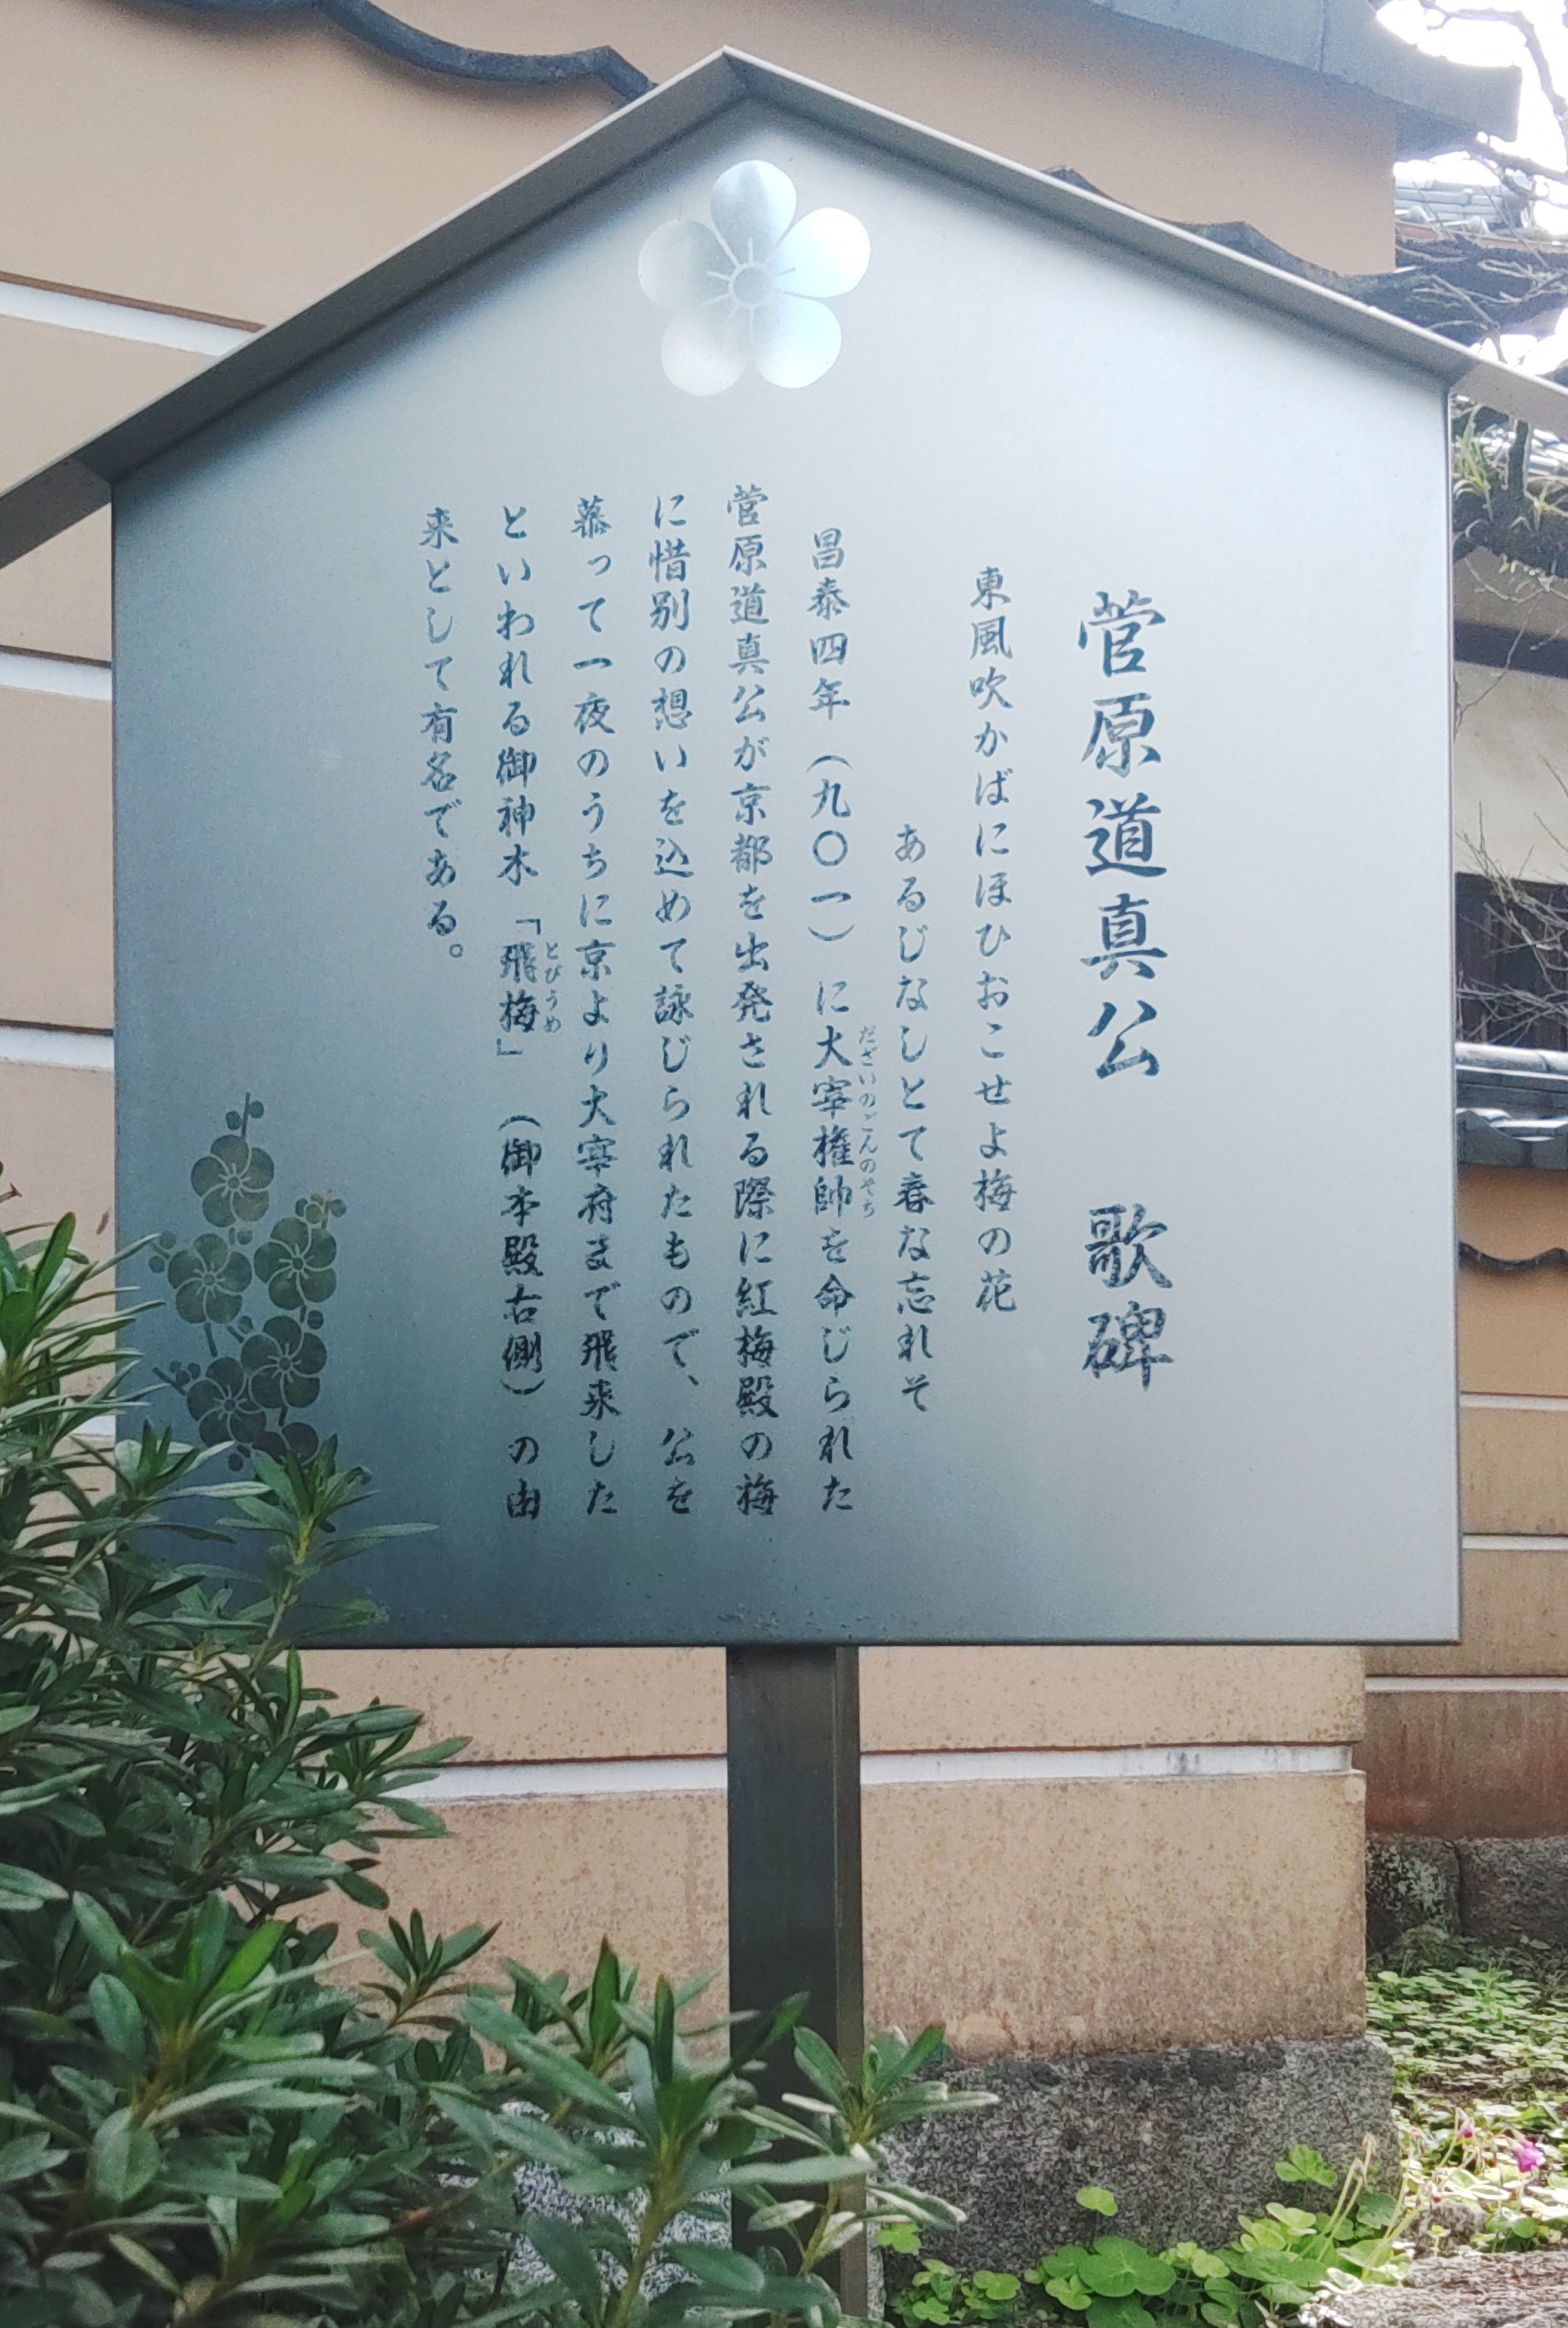 菅原道真公 歌碑
東風吹かばにほひおこせよ梅の花
あるじなしとて春な忘れそ
昌泰四年（九〇一）に大宰権帥を命じられた
だざいのごんのそち
菅原道真公が京都を出発される際に紅梅殿の梅
に惜別の想いを込めて詠じられたもので、公を
慕って一夜のうちに京より大宰府まで飛来した
といわれる御神木「飛梅」（御本殿右側）の由
とびうめ
来として有名である。